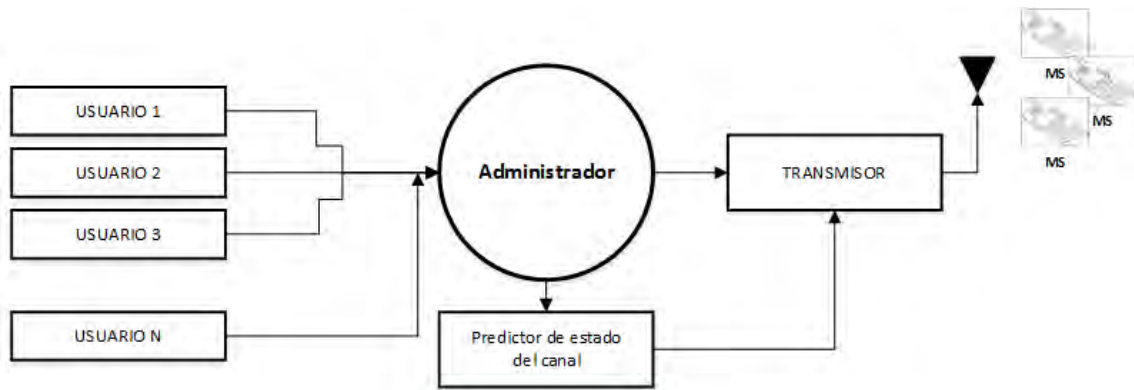 USUARIO 1
USUARIO 2
USUARIO 3
USUARIO N
Administrador
Predictor de estado
del canal
TRANSMISOR
MS
MS
MS